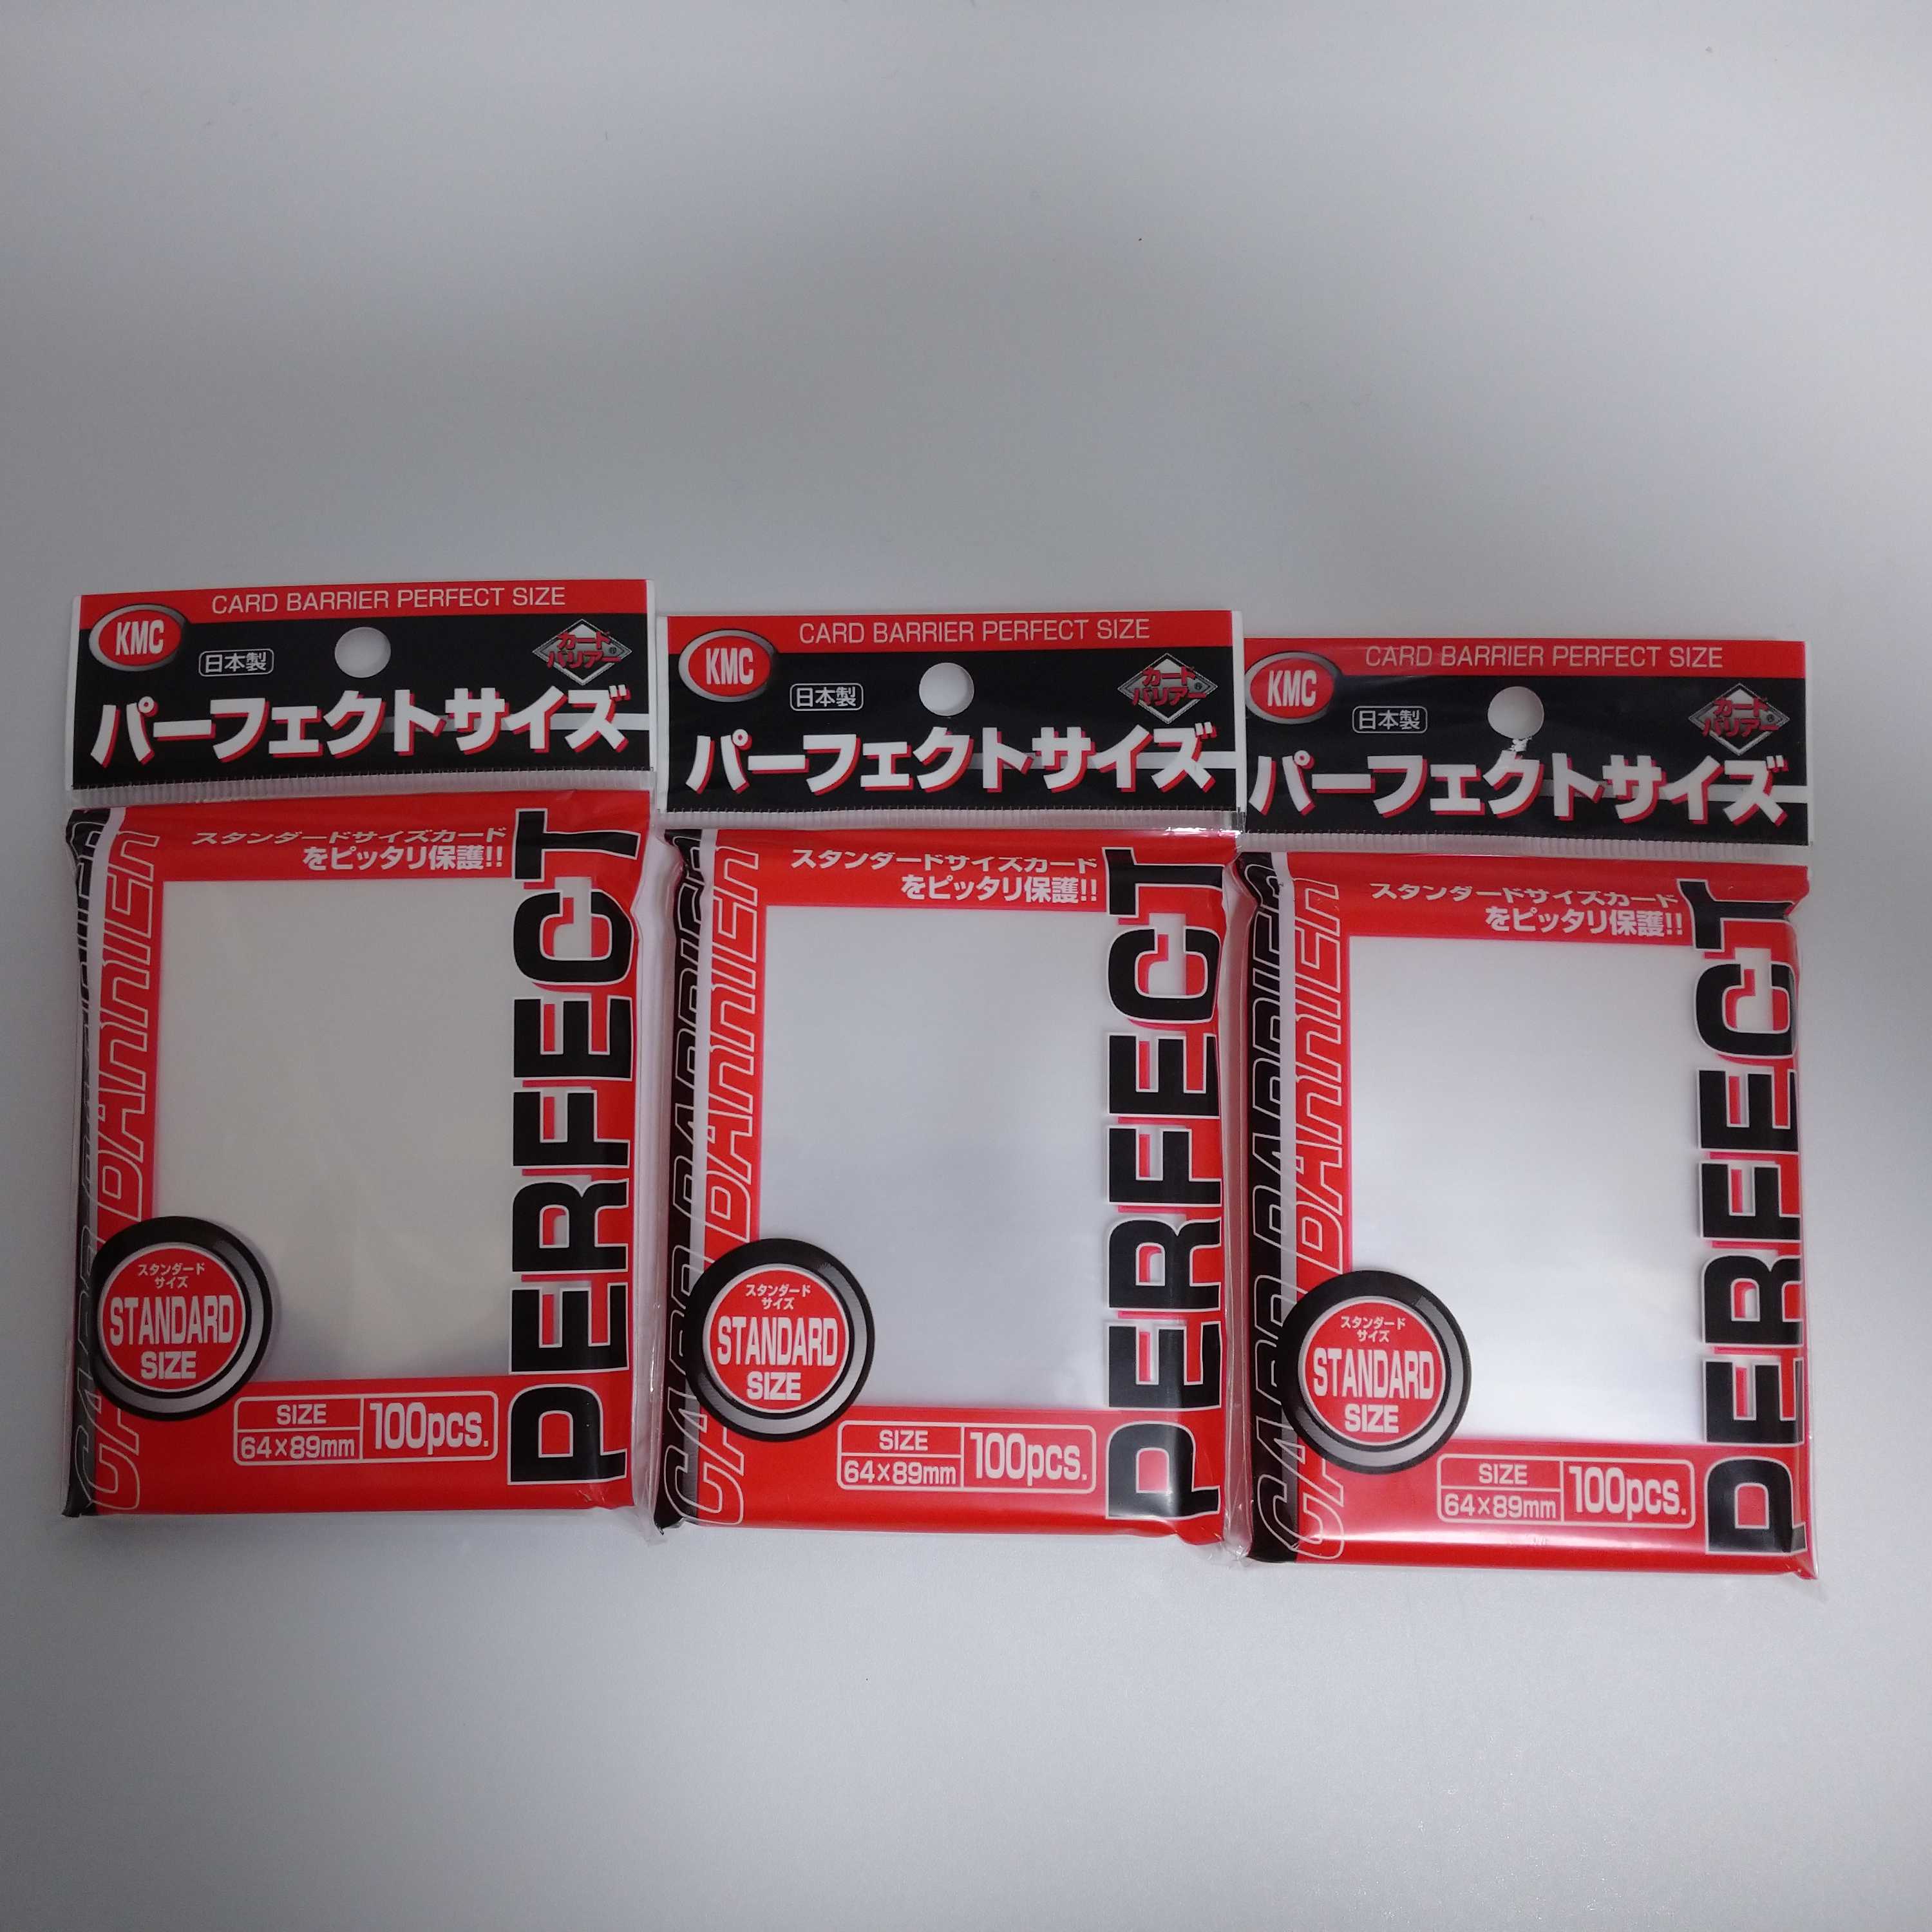 CARD BARRIER PERFECT SIZE
KMC
日本製
カード
バリアー®
パーフェクトサイズ
スタンダードサイズカード
をピッタリ保護!!
CARD BARRIER
PERFECT
スタンダード
サイズ
STANDARD
SIZE
SIZE
64×89mm
100pcs.
CARD BARRIER PERFECT SIZE
KMC
日本製
カード
バリアー®
パーフェクトサイズ
スタンダードサイズカード
をピッタリ保護!!
CARD BARRIER
PERFECT
スタンダード
サイズ
STANDARD
SIZE
SIZE
64×89mm
100pcs.
CARD BARRIER PERFECT SIZE
KMC
日本製
カード
バリアー®
パーフェクトサイズ
スタンダードサイズカード
をピッタリ保護!!
CARD BARRIER
PERFECT
スタンダード
サイズ
STANDARD
SIZE
SIZE
64×89mm
100pcs.